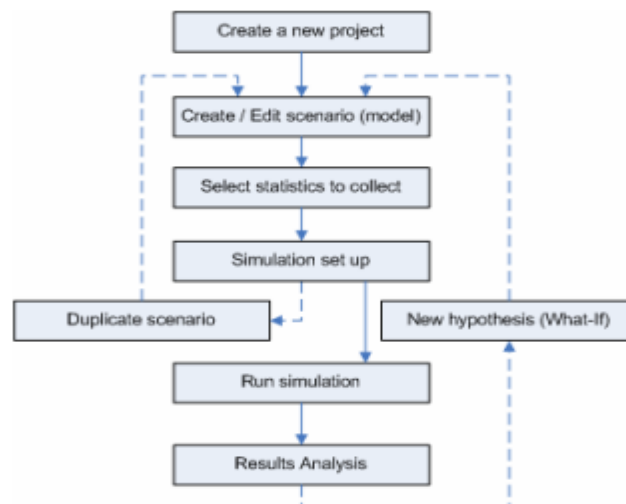 Create a new project
Create / Edit scenario (model)
Select statistics to collect
Simulation set up
Duplicate scenario
New hypothesis (What-If)
Run simulation
Results Analysis